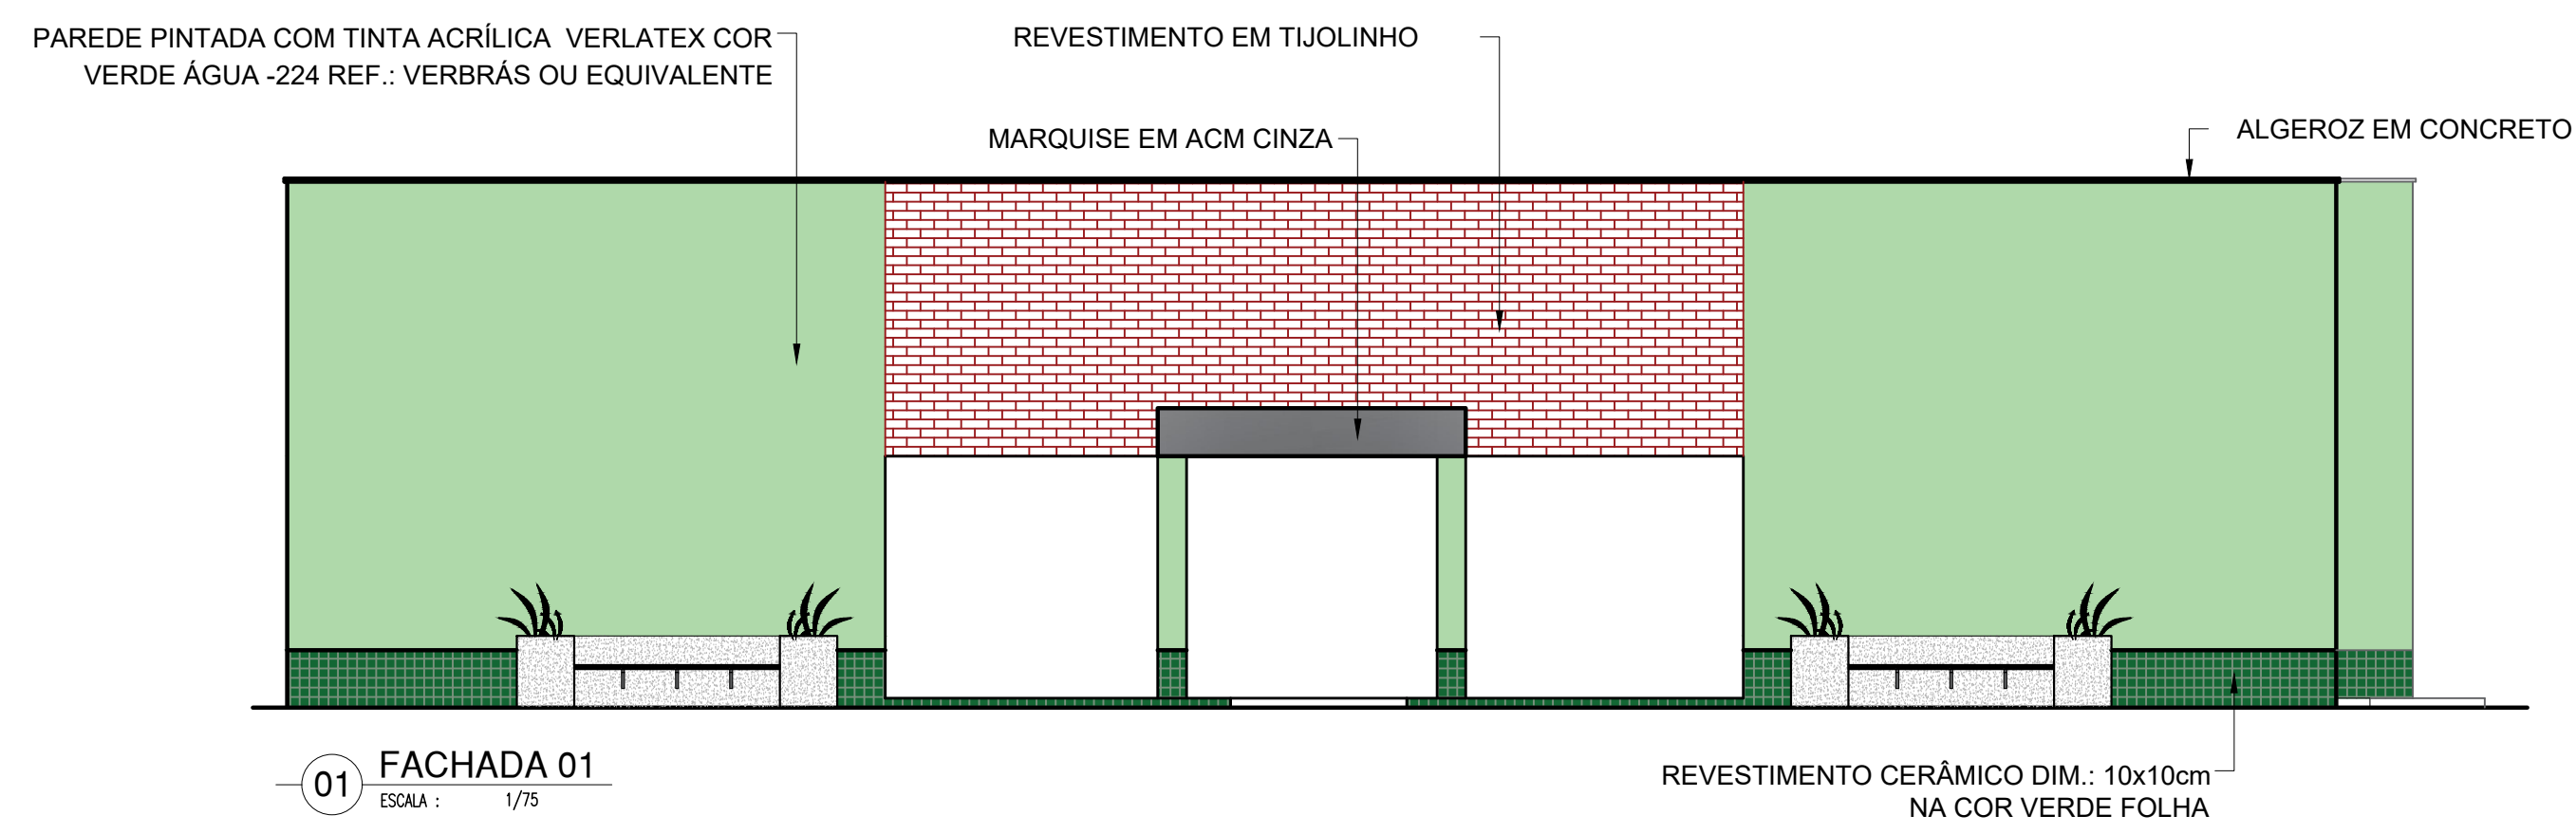 PAREDE PINTADA COM TINTA ACRÍLICA VERLATEX COR
VERDE ÁGUA -224 REF.: VERBRÁS OU EQUIVALENTE
REVESTIMENTO EM TIJOLINHO
MARQUISE EM ACM CINZA
ALGEROZ EM CONCRETO
01 FACHADA 01
ESCALA : 1/75
REVESTIMENTO CERÂMICO DIM.: 10x10cm
NA COR VERDE FOLHA